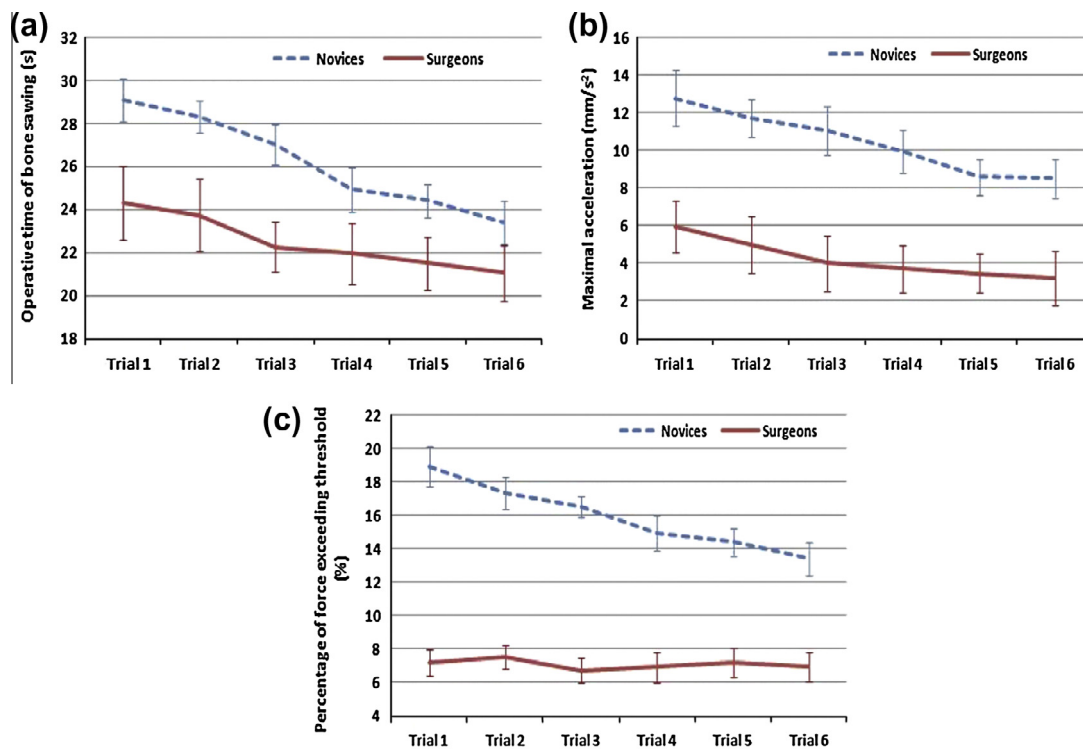 (a)
Operative time of bone sawing (s)
32
30
28
26
24
22
20
18
Novices Surgeons
Trial 1 Trial 2 Trial 3 Trial 4 Trial 5 Trial 6
(b)
Maximal acceleration (mm/s²)
16
14
12
10
8
6
4
2
0
Novices Surgeons
Trial 1 Trial 2 Trial 3 Trial 4 Trial 5 Trial 6
(c)
Percentage of force exceeding threshold
(%)
22
20
18
16
14
12
10
8
6
4
Novices Surgeons
Trial 1 Trial 2 Trial 3 Trial 4 Trial 5 Trial 6